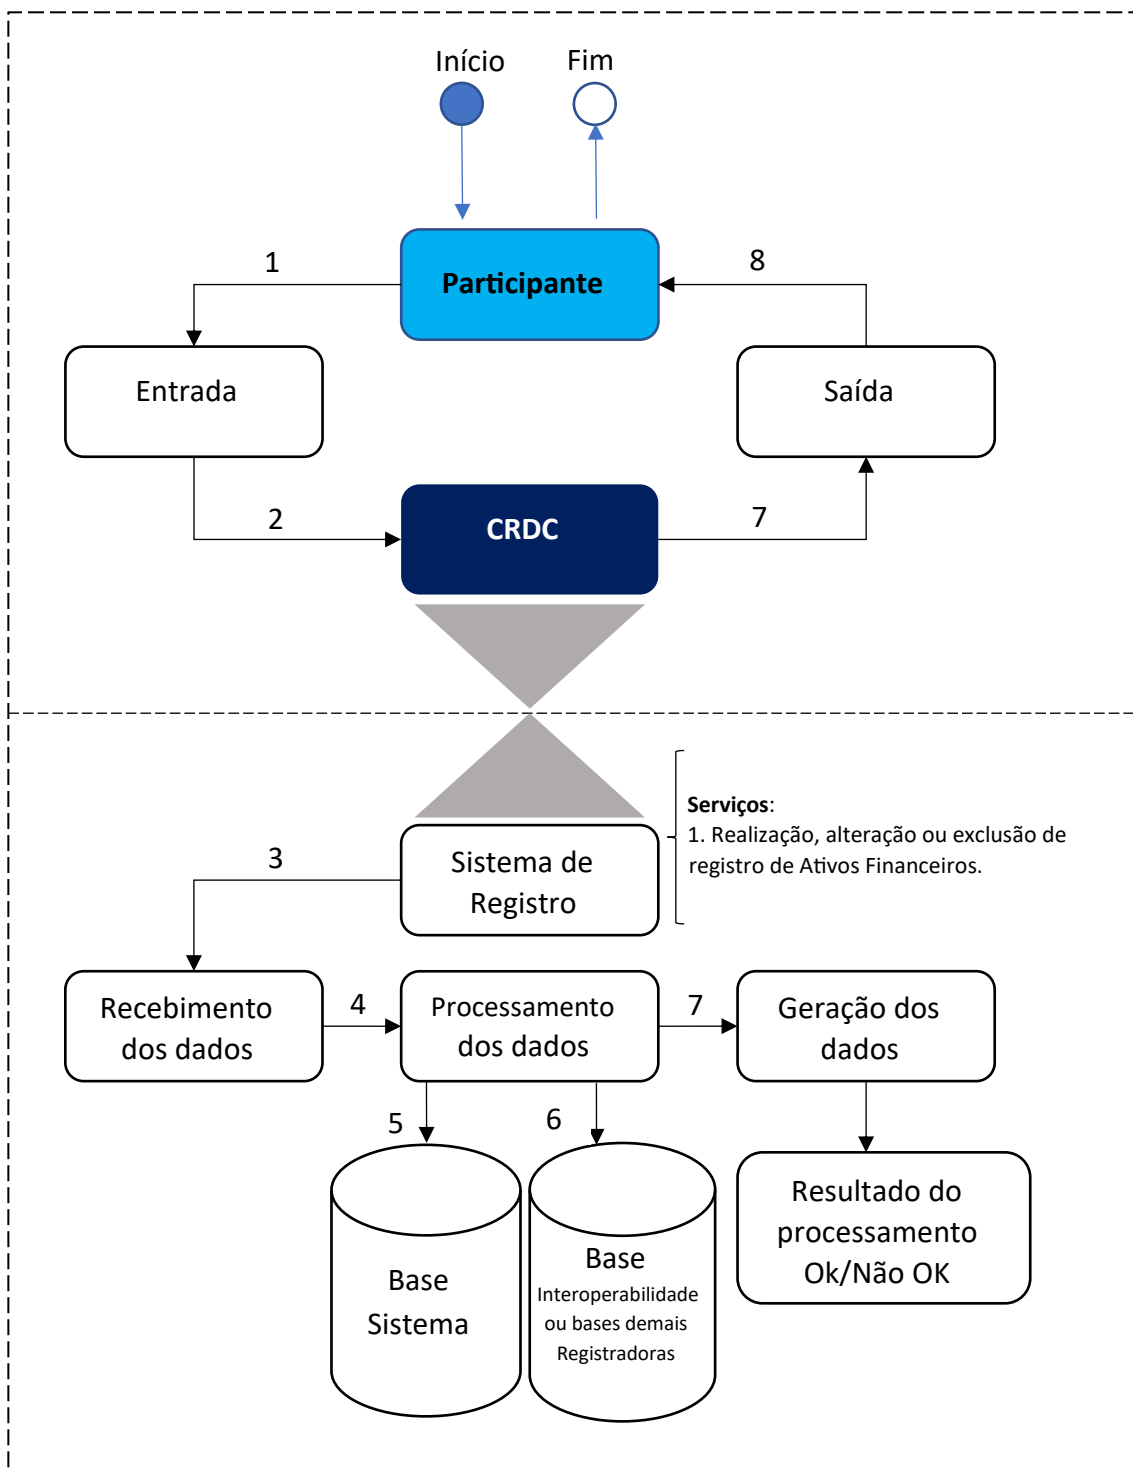 Início
Fim
Participante
1
8
Entrada
Saída
2
CRDC
7
Serviços:
1. Realização, alteração ou exclusão de
registro de Ativos Financeiros.
3
Sistema de
Registro
Recebimento
dos dados
4
Processamento
dos dados
7
Geração dos
dados
5
6
Base
Sistema
Base
Interoperabilidade
ou bases demais
Registradoras
Resultado do
processamento
Ok/Não OK